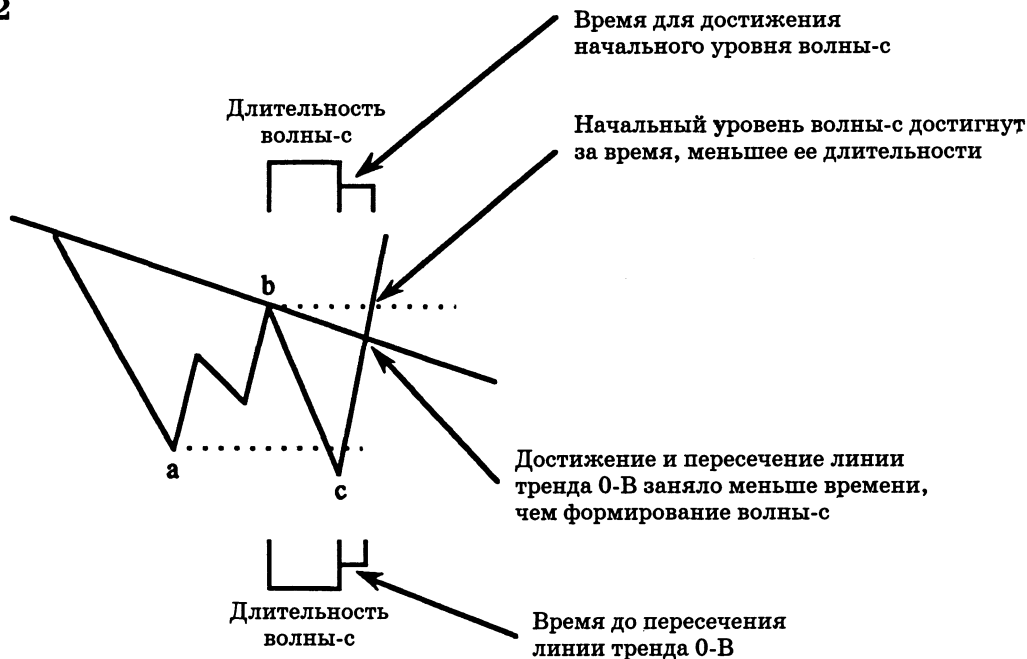 2
Время для достижения
начального уровня волны-с
Длительность
волны-с
Начальный уровень волны-с достигнут
за время, меньшее ее длительности
b
a
c
Достижение и пересечение линии
тренда 0-В заняло меньше времени,
чем формирование волны-с
Длительность
волны-с
Время до пересечения
линии тренда 0-В